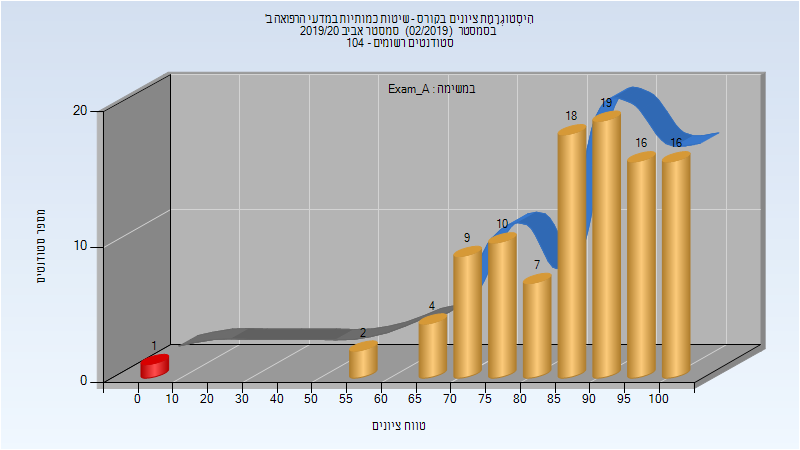 הִיסְטוֹגְרַמַת ציונים בקורס - שיטות כמותיות במדעי הרפואה ב'
בסמסטר (02/2019) סמסטר אביב 2019/20
סטודנטים רשומים - 104
במשימה : Exam_A
מספר סטודנטים
20
10
0
1
2
4
9
10
7
18
19
16
16
0 10 20 30 40 50 55 60 65 70 75 80 85 90 95 100
טווח ציונים